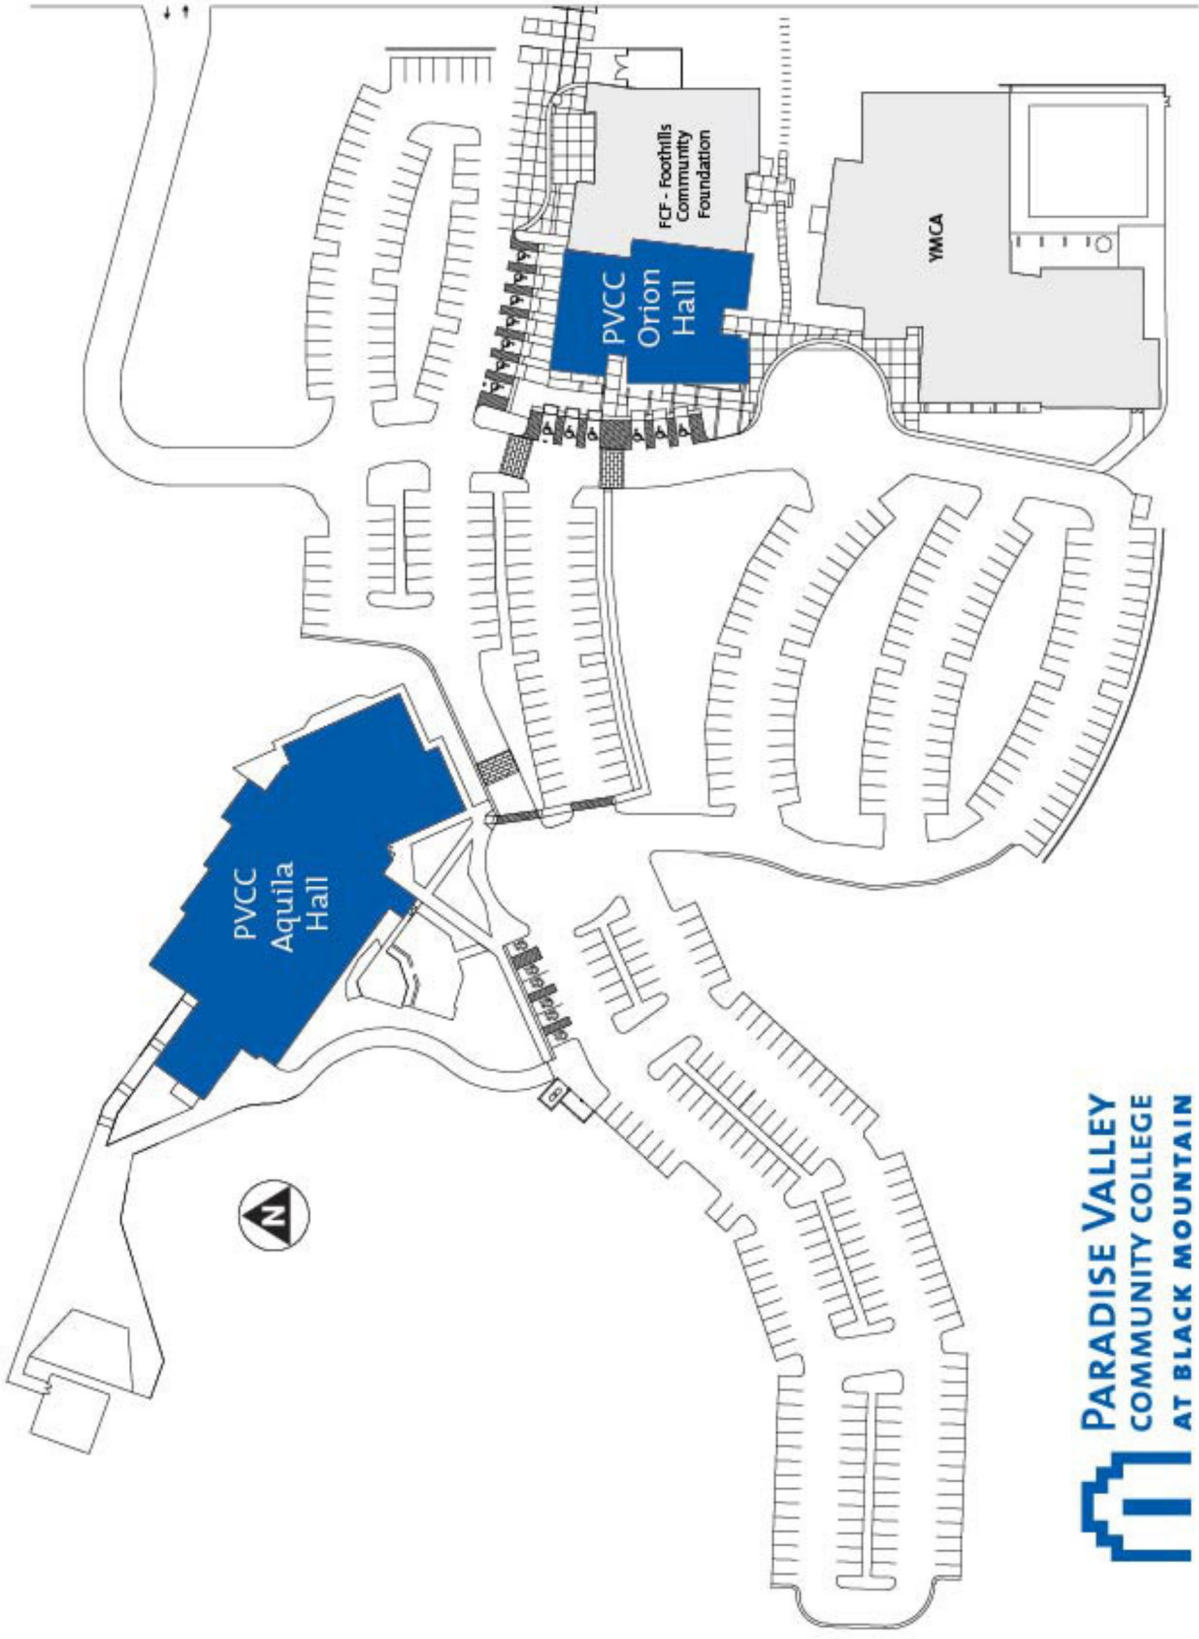 PVCC
Aquila
Hall
PVCC
Orion
Hall
FCF - Foothills
Community
Foundation
YMCA
N
PARADISE VALLEY
COMMUNITY COLLEGE
AT BLACK MOUNTAIN